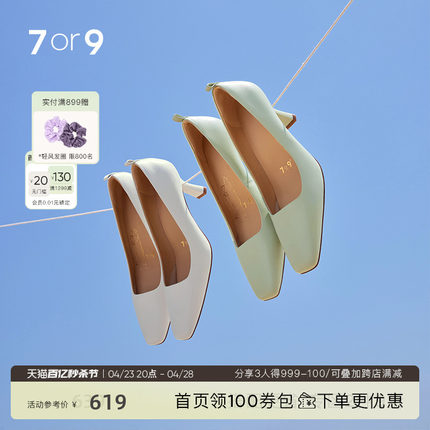 7or9
实付满899赠
*轻风发圈 限800名
¥20
无门槛
¥130
满1299减
会员0.01元锁定
7or9
天猫百亿秒杀节 04/23 20点 — 04/28
分享3人得999-100/可叠加跨店满减
活动参考价 ¥ 619
首页领100券包 下单更优惠